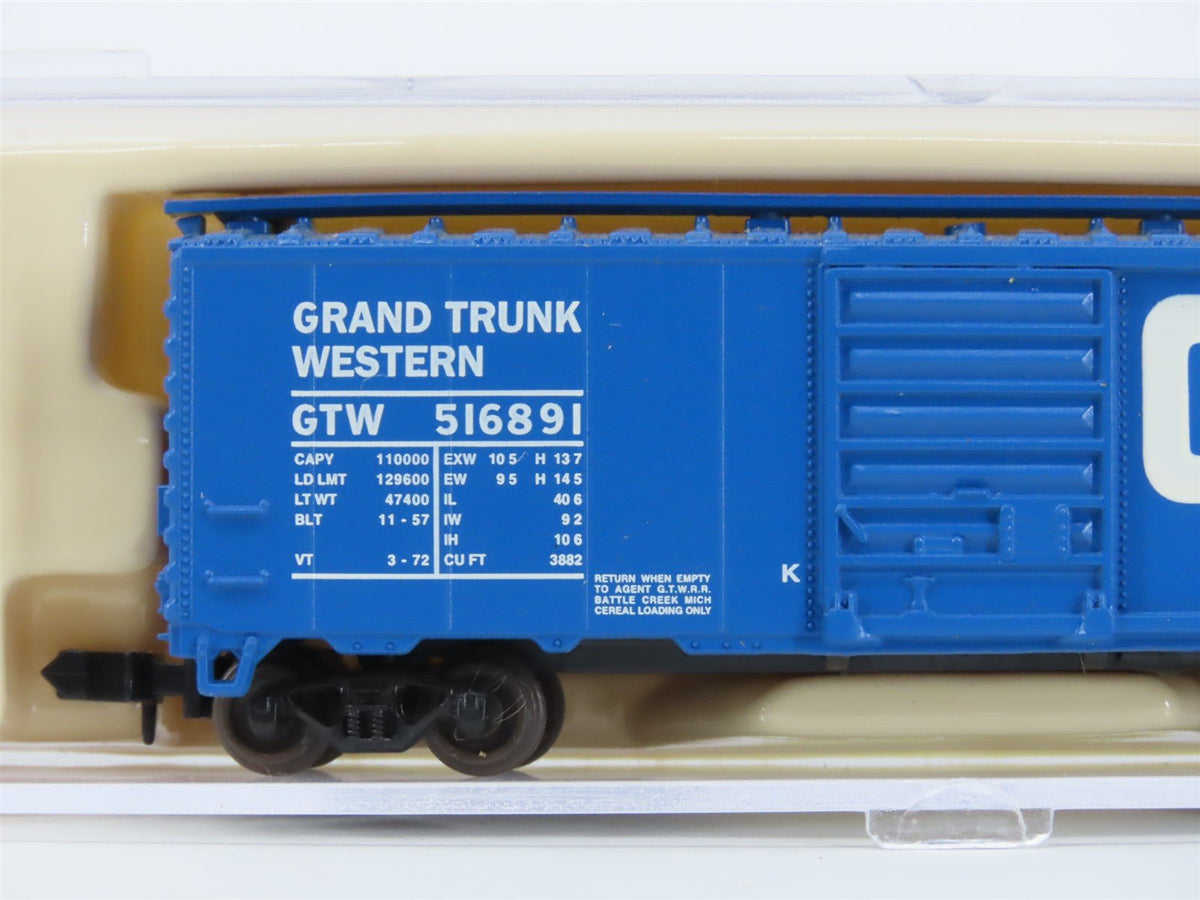 GRAND TRUNK
WESTERN
GTW 516891
CAPY 110000 EXW 10 5 H 13 7
LD LMT 129600 EW 9 5 H 14 5
LT WT 47400 IL 40 6
BLT 11 - 57 IW 9 2
IH 10 6
VT 3 - 72 CU FT 3882
RETURN WHEN EMPTY
TO AGENT G.T.W.R.R.
BATTLE CREEK MICH
CEREAL LOADING ONLY
K